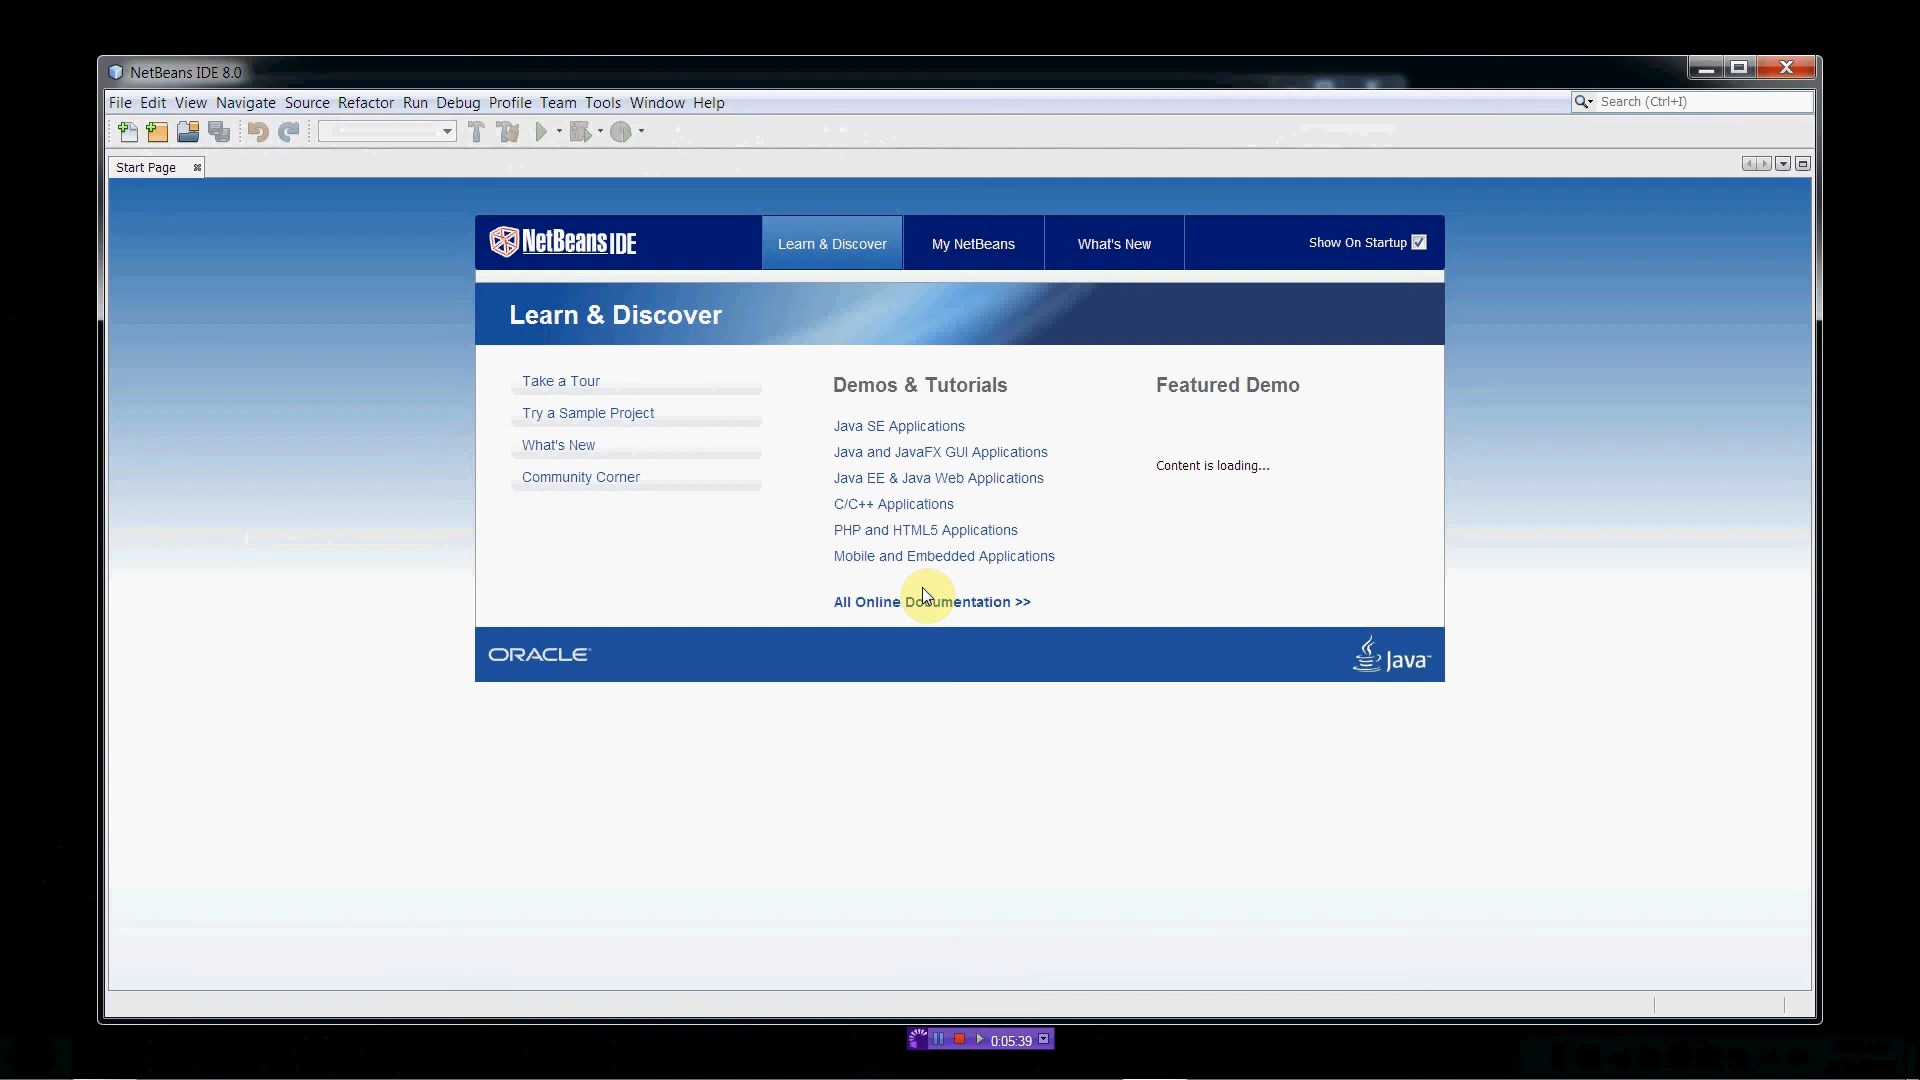 NetBeans IDE 8.0
File Edit View Navigate Source Refactor Run Debug Profile Team Tools Window Help
Search (Ctrl+I)
Start Page
NetBeans IDE
Learn & Discover
My NetBeans
What's New
Show On Startup
Learn & Discover
Take a Tour
Try a Sample Project
What's New
Community Corner
Demos & Tutorials
Java SE Applications
Java and JavaFX GUI Applications
Java EE & Java Web Applications
C/C++ Applications
PHP and HTML5 Applications
Mobile and Embedded Applications
All Online Documentation >>
Featured Demo
Content is loading...
ORACLE
Java
0:05:39